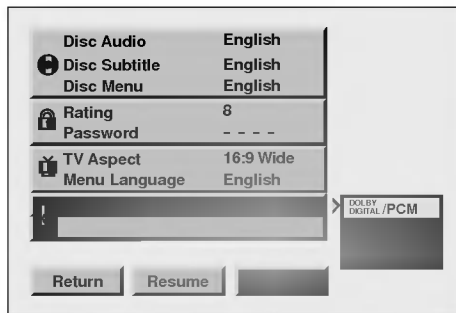 Disc Audio English
Disc Subtitle English
Disc Menu English
Rating 8
Password - - - -
TV Aspect 16:9 Wide
Menu Language English
DOLBY DIGITAL /PCM
Return Resume